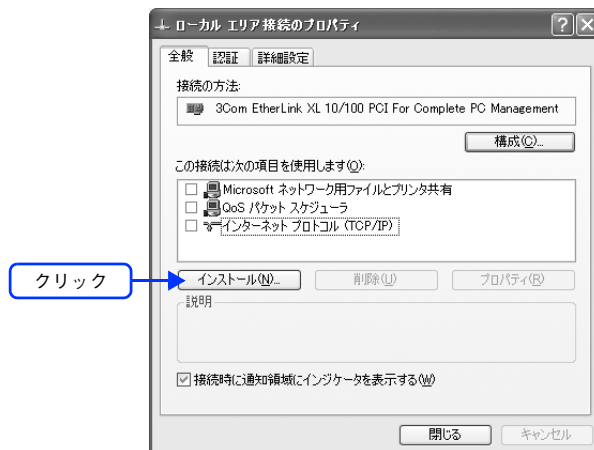 ローカル エリア接続のプロパティ
全般 認証 詳細設定
接続の方法:
3Com EtherLink XL 10/100 PCI For Complete PC Management
構成(C)...
この接続は次の項目を使用します(O):
Microsoft ネットワーク用ファイルとプリンタ共有
QoS パケット スケジューラ
インターネット プロトコル (TCP/IP)
クリック
インストール(N)... 削除(U) プロパティ(R)
説明
接続時に通知領域にインジケータを表示する(W)
閉じる キャンセル